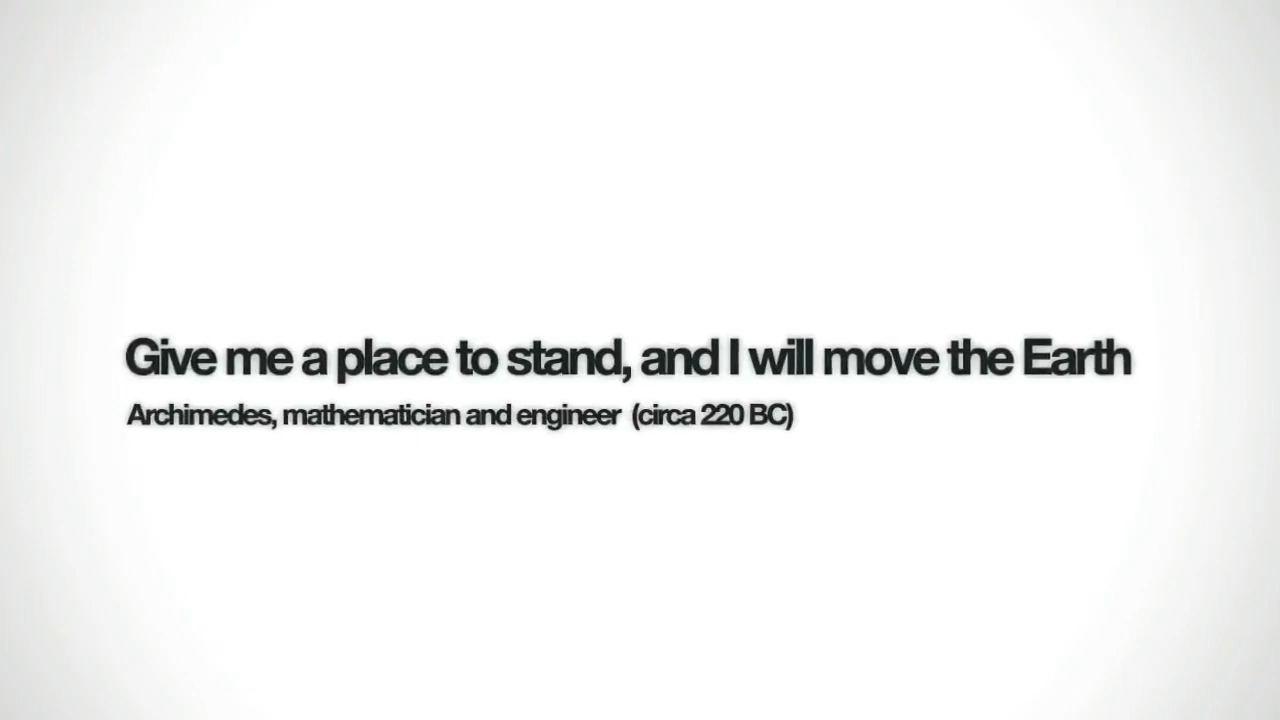 Give me a place to stand, and I will move the Earth
Archimedes, mathematician and engineer (circa 220 BC)